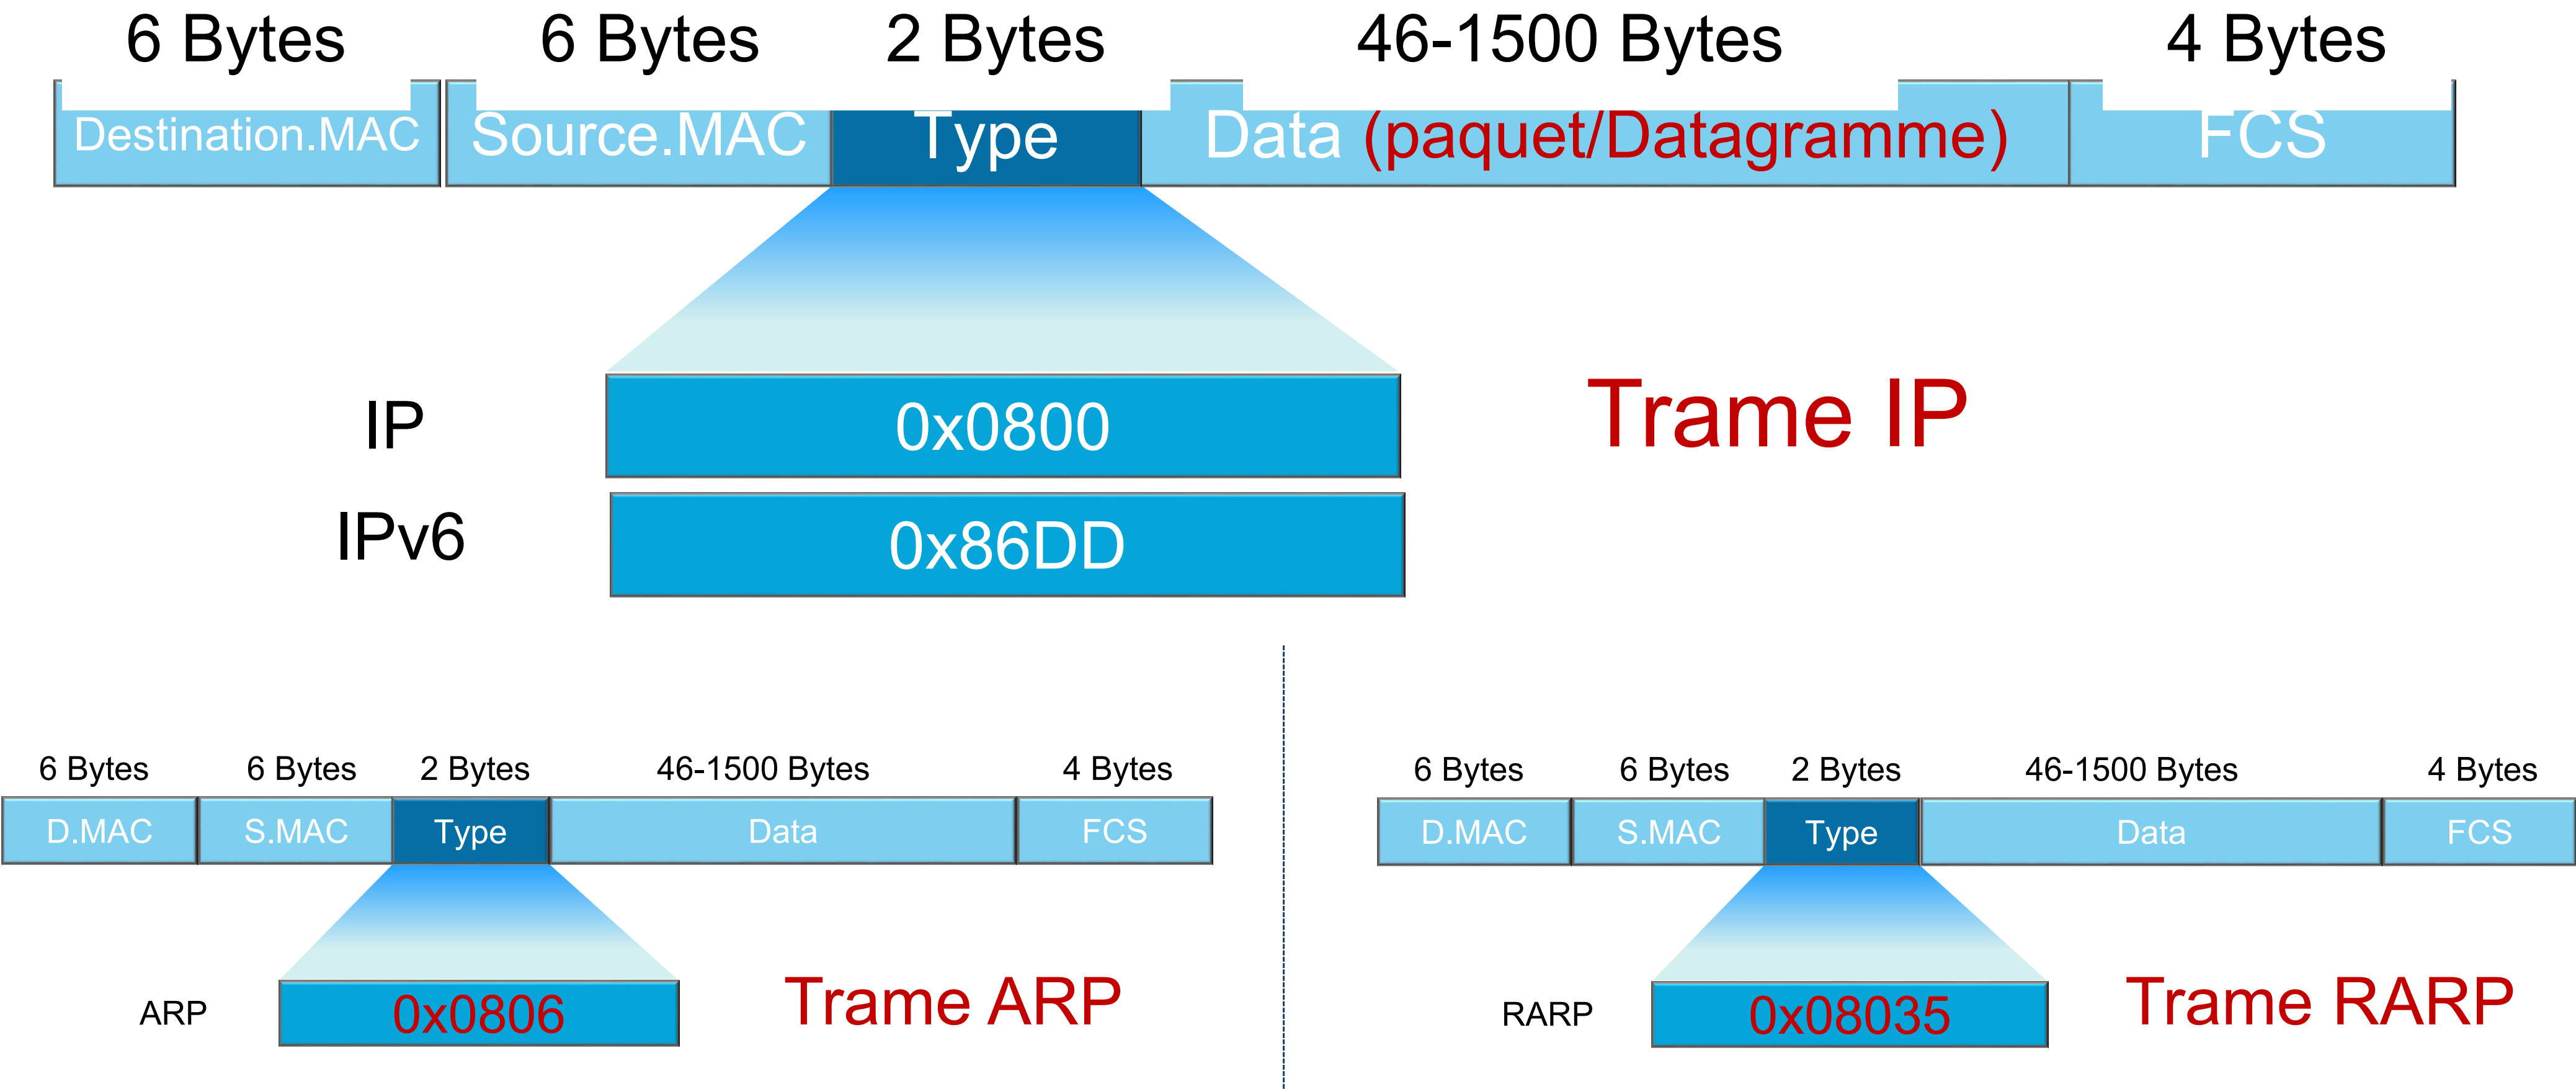 6 Bytes 6 Bytes 2 Bytes 46-1500 Bytes 4 Bytes
Destination.MAC Source.MAC Type Data (paquet/Datagramme) FCS
IP 0x0800 Trame IP
IPv6 0x86DD
6 Bytes 6 Bytes 2 Bytes 46-1500 Bytes 4 Bytes
D.MAC S.MAC Type Data FCS
ARP 0x0806 Trame ARP
6 Bytes 6 Bytes 2 Bytes 46-1500 Bytes 4 Bytes
D.MAC S.MAC Type Data FCS
RARP 0x08035 Trame RARP